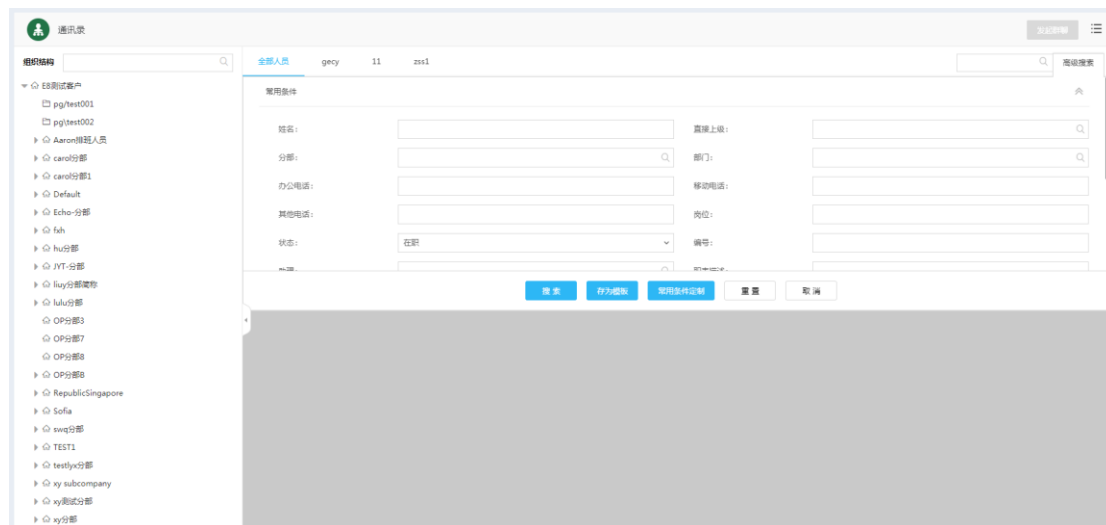 通讯录
发起群聊
组织结构
全部人员 gecy 11 zss1
高级搜索
E8测试客户
pg/test001
pg\test002
Aaron排班人员
carol分部
carol分部1
Default
Echo-分部
fxh
hu分部
JYT-分部
liuy分部简称
lulu分部
OP分部3
OP分部7
OP分部8
OP分部B
RepublicSingapore
Sofia
swq分部
TEST1
testlyx分部
xy subcompany
xy测试分部
xy分部
常用条件
姓名： 直接上级：
分部： 部门：
办公电话： 移动电话：
其他电话： 岗位：
状态： 在职 编号：
搜 索 存为模板 常用条件定制 重 置 取 消